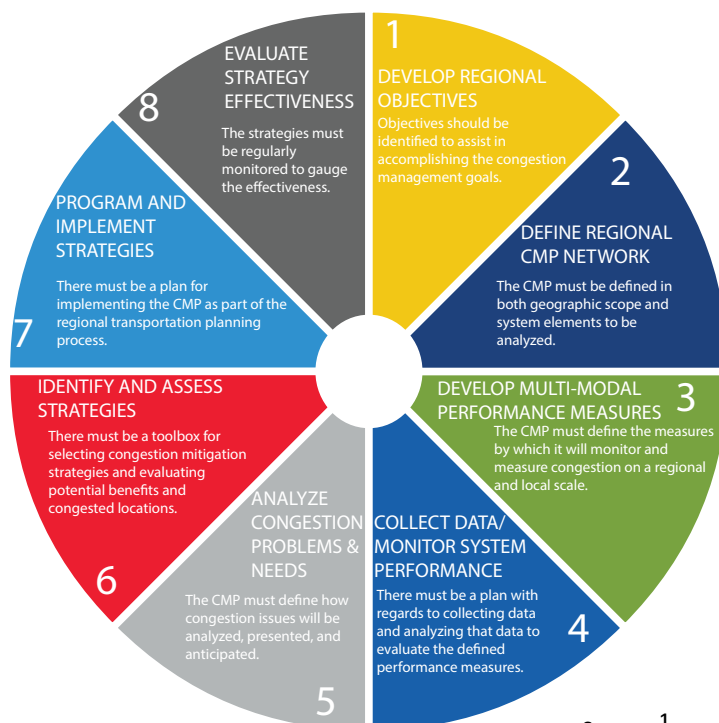 1
DEVELOP REGIONAL
OBJECTIVES
Objectives should be
identified to assist in
accomplishing the congestion
management goals.
2
DEFINE REGIONAL
CMP NETWORK
The CMP must be defined in
both geographic scope and
system elements to be
analyzed.
3
DEVELOP MULTI-MODAL
PERFORMANCE MEASURES
The CMP must define the measures
by which it will monitor and
measure congestion on a regional
and local scale.
4
COLLECT DATA/
MONITOR SYSTEM
PERFORMANCE
There must be a plan with
regards to collecting data
and analyzing that data to
evaluate the defined
performance measures.
5
ANALYZE
CONGESTION
PROBLEMS &
NEEDS
The CMP must define how
congestion issues will be
analyzed, presented, and
anticipated.
6
IDENTIFY AND ASSESS
STRATEGIES
There must be a toolbox for
selecting congestion mitigation
strategies and evaluating
potential benefits and
congested locations.
7
PROGRAM AND
IMPLEMENT
STRATEGIES
There must be a plan for
implementing the CMP as part of the
regional transportation planning
process.
8
EVALUATE
STRATEGY
EFFECTIVENESS
The strategies must
be regularly
monitored to gauge
the effectiveness.
1